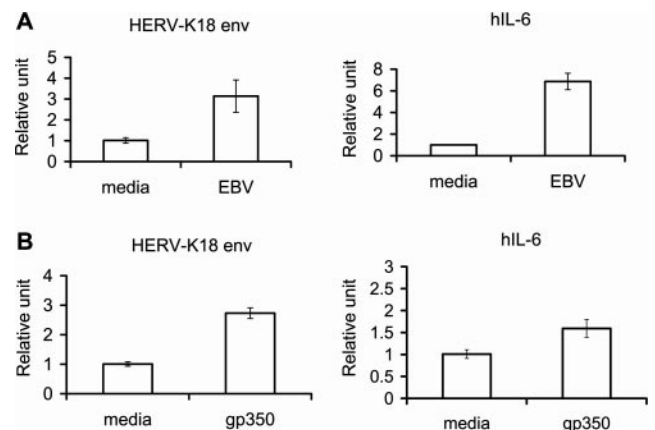 A
HERV-K18 env
hIL-6
Relative unit
5
4
3
2
1
0
media
EBV
Relative unit
8
6
4
2
0
media
EBV
B
HERV-K18 env
hIL-6
Relative unit
4
3
2
1
0
media
gp350
Relative unit
3
2.5
2
1.5
1
0.5
0
media
gp350